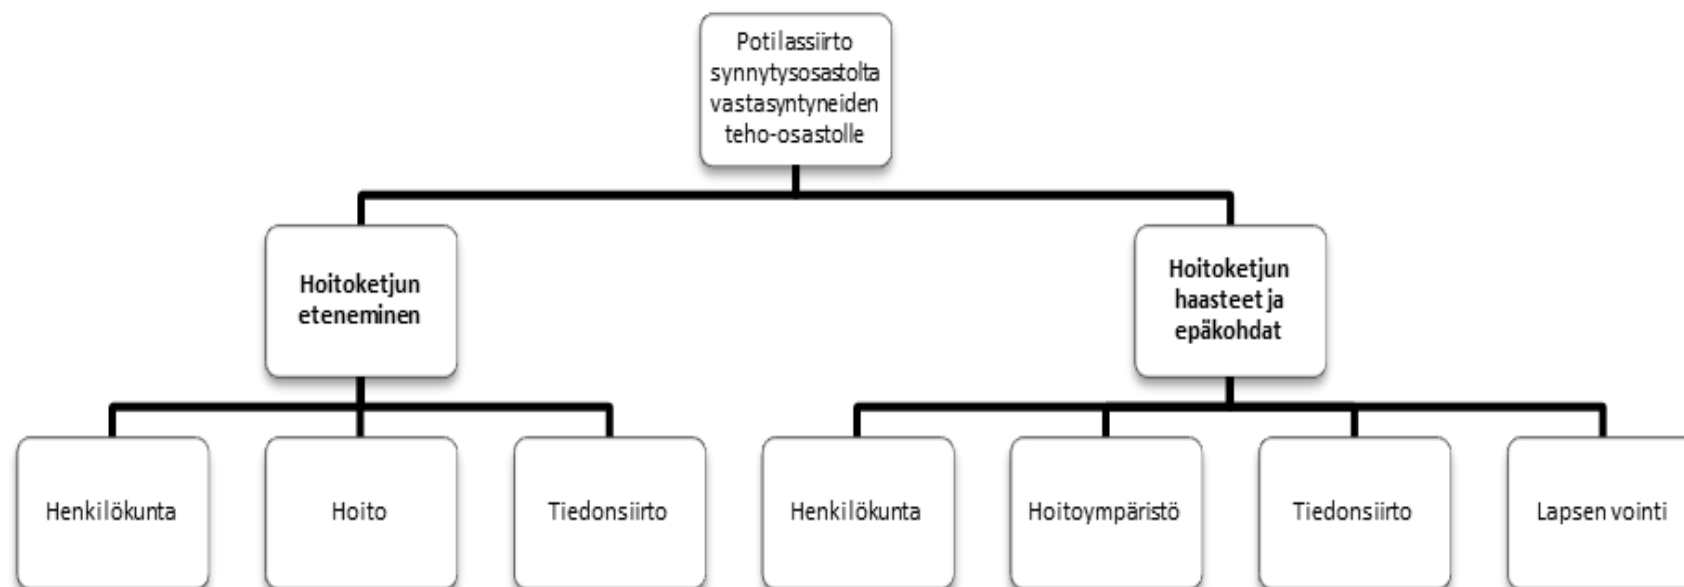 Potilassiirto
synnytysosastolta
vastasyntyneiden
teho-osastolle
Hoitoketjun
eteneminen
Hoitoketjun
haasteet ja
epäkohdat
Henkilökunta
Hoito
Tiedonsiirto
Henkilökunta
Hoitoympäristö
Tiedonsiirto
Lapsen vointi